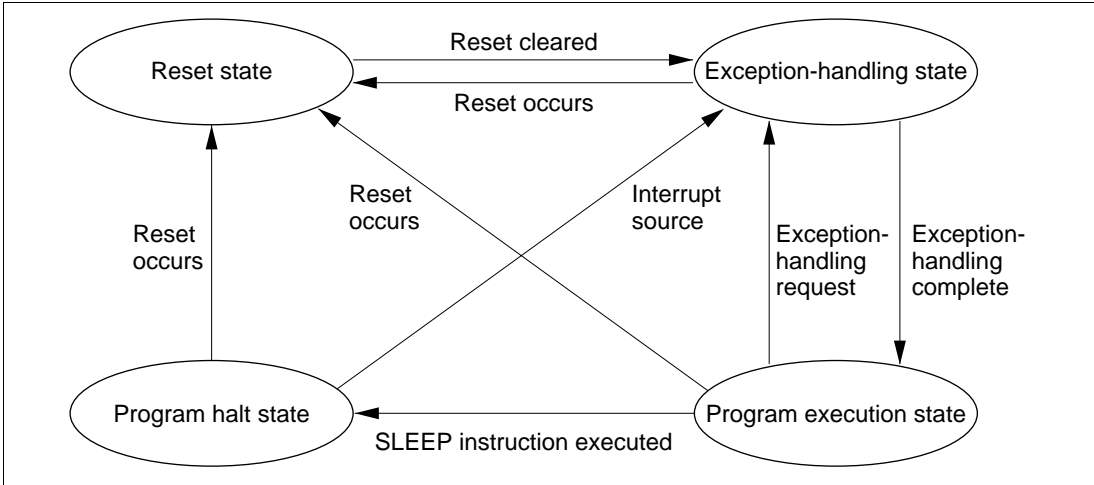 Reset cleared
Reset state
Exception-handling state
Reset occurs
Reset
occurs
Interrupt
source
Reset
occurs
Exception-
handling
request
Exception-
handling
complete
Program halt state
Program execution state
SLEEP instruction executed